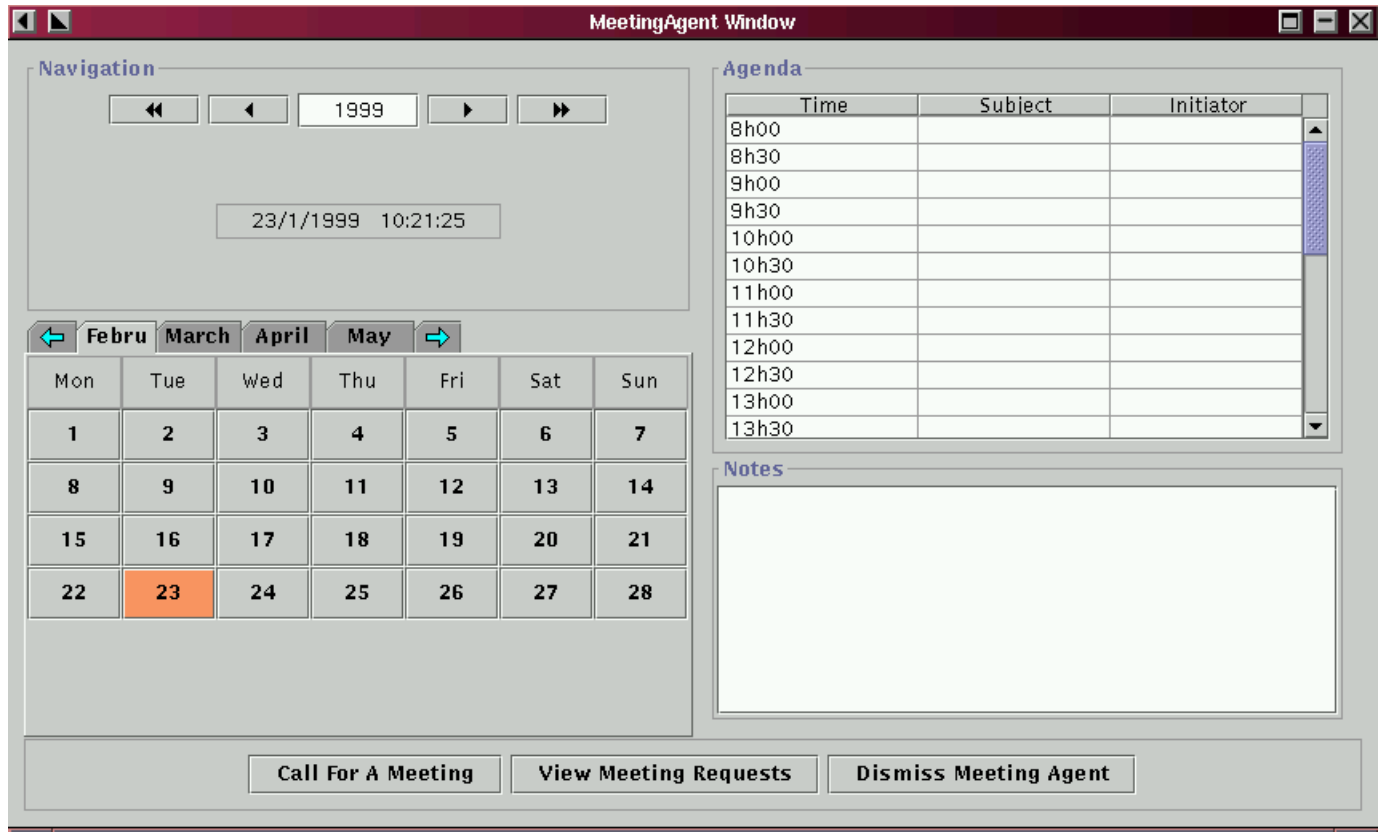 MeetingAgent Window
Navigation
1999
23/1/1999 10:21:25
Febru March April May
Mon Tue Wed Thu Fri Sat Sun
1 2 3 4 5 6 7
8 9 10 11 12 13 14
15 16 17 18 19 20 21
22 23 24 25 26 27 28
Agenda
Time Subject Initiator
8h00
8h30
9h00
9h30
10h00
10h30
11h00
11h30
12h00
12h30
13h00
13h30
Notes
Call For A Meeting View Meeting Requests Dismiss Meeting Agent